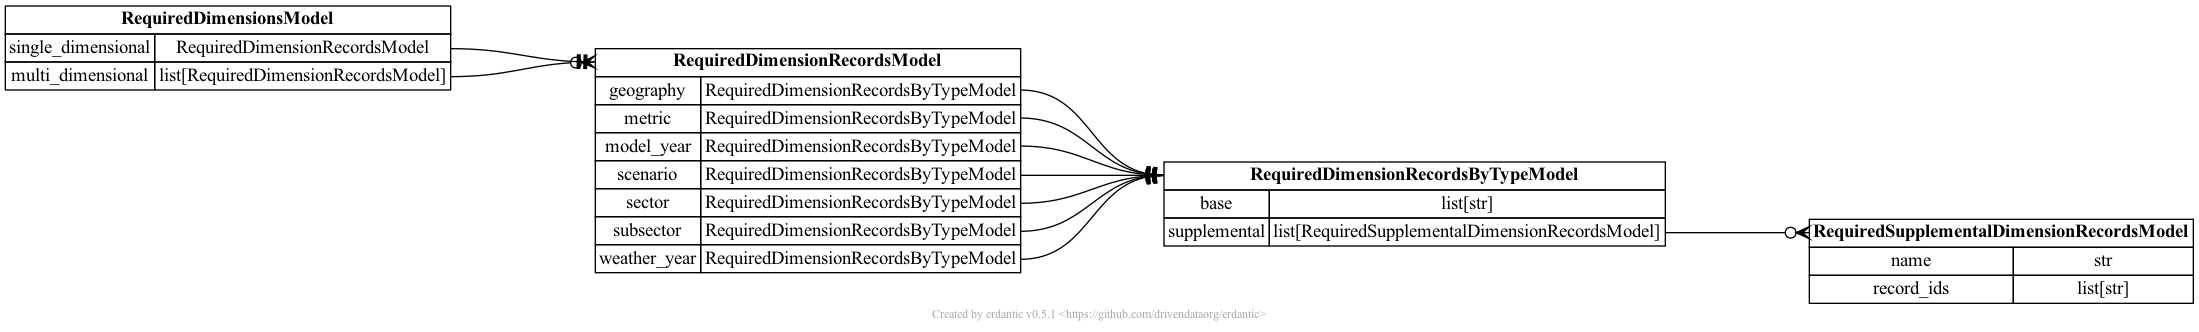 RequiredDimensionsModel
single_dimensional RequiredDimensionRecordsModel
multi_dimensional list[RequiredDimensionRecordsModel]
RequiredDimensionRecordsModel
geography RequiredDimensionRecordsByTypeModel
metric RequiredDimensionRecordsByTypeModel
model_year RequiredDimensionRecordsByTypeModel
scenario RequiredDimensionRecordsByTypeModel
sector RequiredDimensionRecordsByTypeModel
subsector RequiredDimensionRecordsByTypeModel
weather_year RequiredDimensionRecordsByTypeModel
RequiredDimensionRecordsByTypeModel
base list[str]
supplemental list[RequiredSupplementalDimensionRecordsModel]
RequiredSupplementalDimensionRecordsModel
name str
record_ids list[str]
Created by erdantic v0.5.1 <https://github.com/drivendataorg/erdantic>